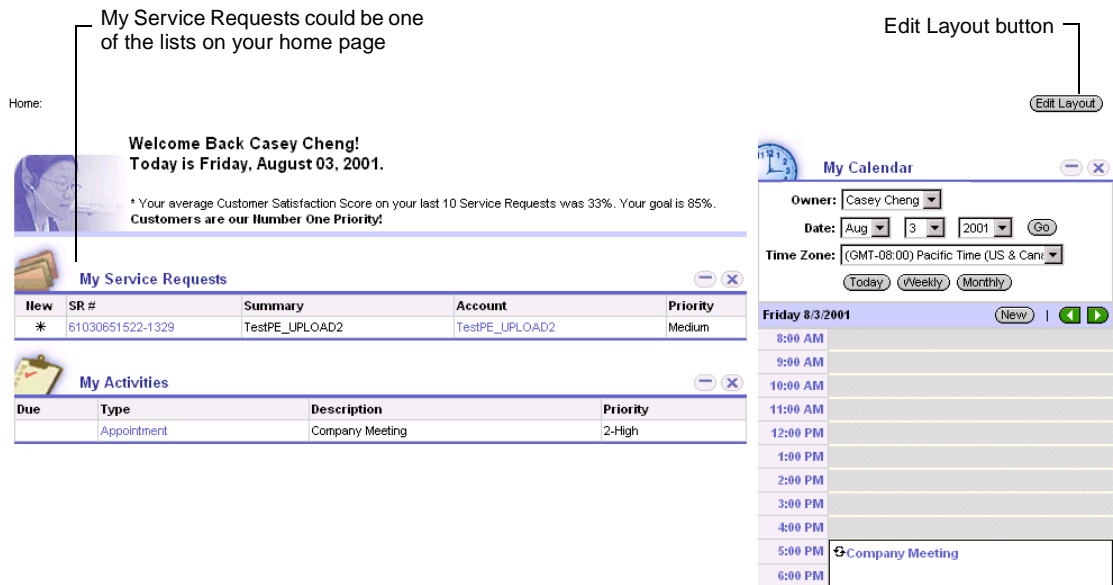 My Service Requests could be one
of the lists on your home page
Edit Layout button
Home:
Edit Layout
Welcome Back Casey Cheng!
Today is Friday, August 03, 2001.
* Your average Customer Satisfaction Score on your last 10 Service Requests was 33%. Your goal is 85%.
Customers are our Number One Priority!
My Service Requests
New SR # Summary Account Priority
* 61030651522-1329 TestPE_UPLOAD2 TestPE_UPLOAD2 Medium
My Activities
Due Type Description Priority
Appointment Company Meeting 2-High
My Calendar
Owner: Casey Cheng
Date: Aug 3 2001 Go
Time Zone: (GMT-08:00) Pacific Time (US & Cana
Today Weekly Monthly
Friday 8/3/2001 New |
8:00 AM
9:00 AM
10:00 AM
11:00 AM
12:00 PM
1:00 PM
2:00 PM
3:00 PM
4:00 PM
5:00 PM Company Meeting
6:00 PM